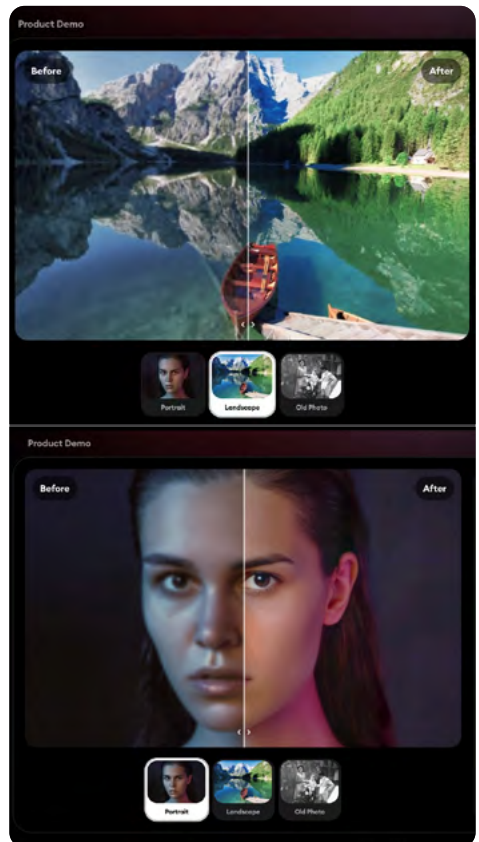 Product Demo
Before After
Portrait Landscape Old Photo
Product Demo
Before After
Portrait Landscape Old Photo